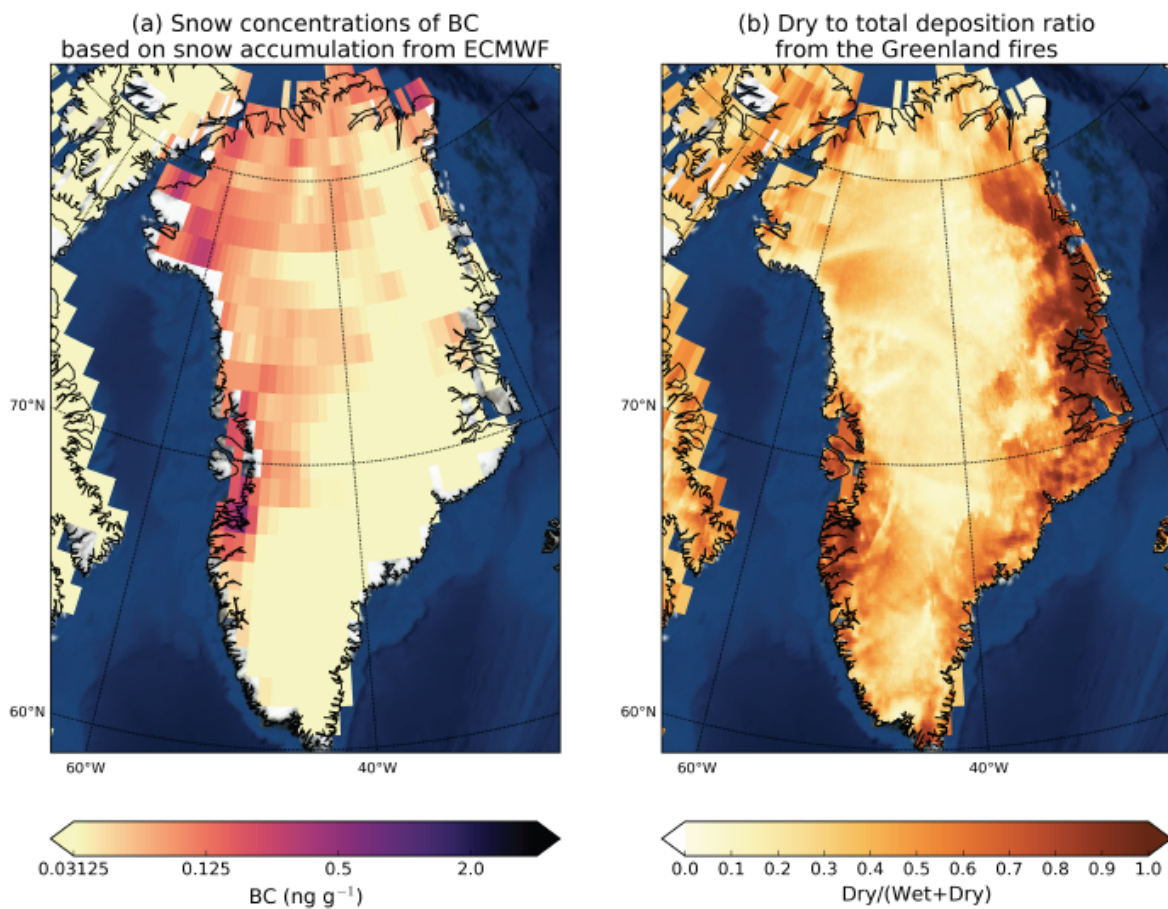 (a) Snow concentrations of BC
based on snow accumulation from ECMWF
70°N
60°N
60°W
40°W
0.03125
0.125
0.5
2.0
BC (ng g⁻¹)
(b) Dry to total deposition ratio
from the Greenland fires
70°N
60°N
60°W
40°W
0.0
0.1
0.2
0.3
0.4
0.5
0.6
0.7
0.8
0.9
1.0
Dry/(Wet+Dry)